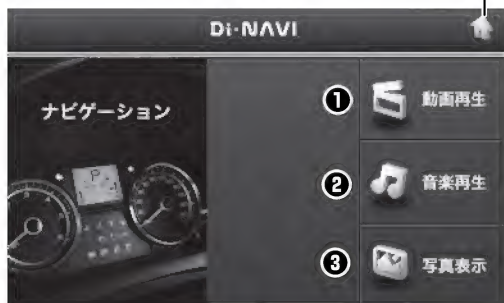 Di-NAVI
ナビゲーション
P
❶ 動画再生
❷ 音楽再生
❸ 写真表示